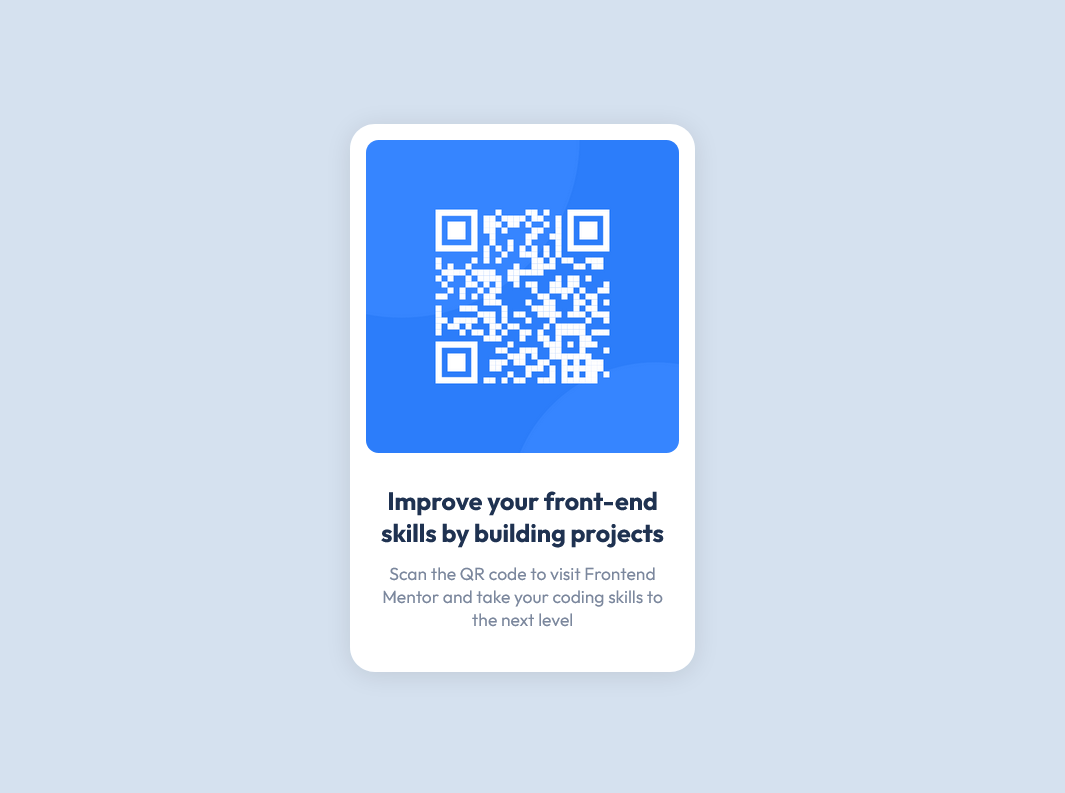 Improve your front-end
skills by building projects
Scan the QR code to visit Frontend
Mentor and take your coding skills to
the next level